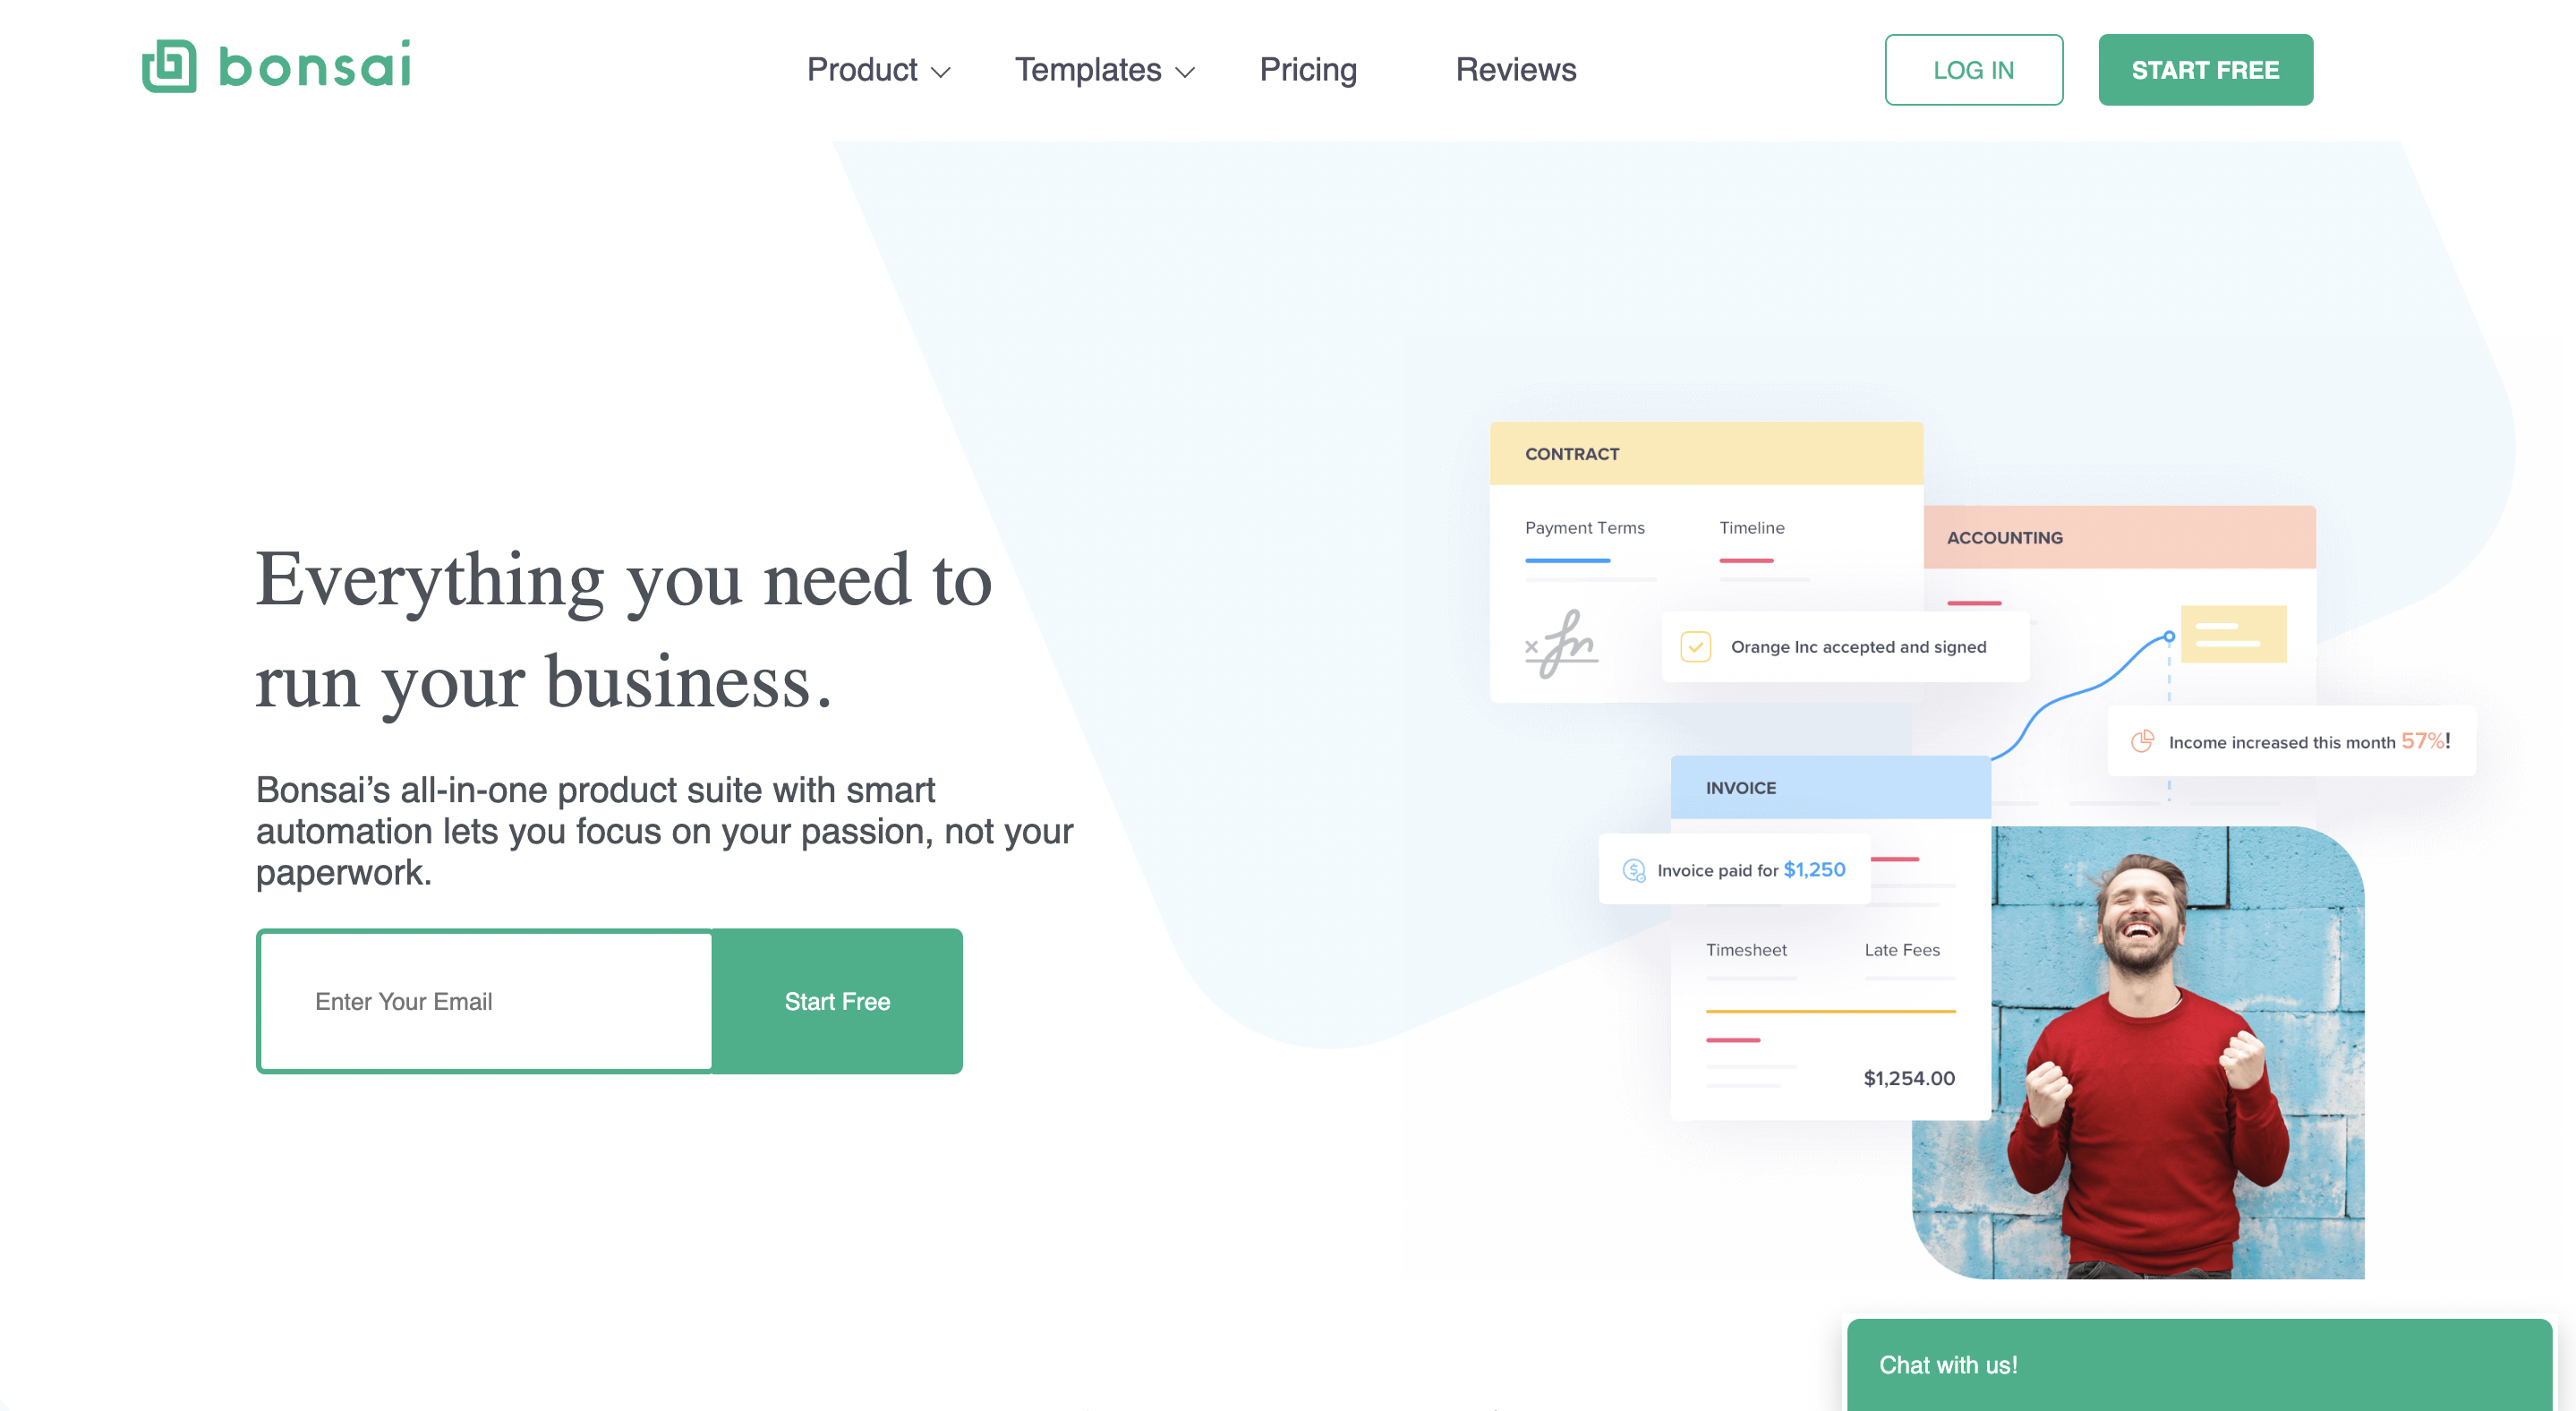 bonsai
Product
Templates
Pricing
Reviews
LOG IN
START FREE
Everything you need to
run your business.
Bonsai’s all-in-one product suite with smart
automation lets you focus on your passion, not your
paperwork.
Enter Your Email
Start Free
CONTRACT
Payment Terms
Timeline
Orange Inc accepted and signed
ACCOUNTING
Income increased this month 57%!
INVOICE
Invoice paid for $1,250
Timesheet
Late Fees
$1,254.00
Chat with us!